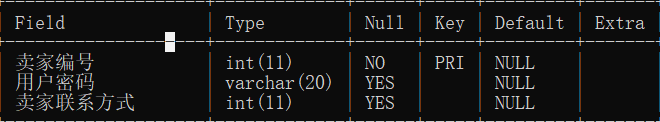 Field Type Null Key Default Extra
卖家编号 int(11) NO PRI NULL
用户密码 varchar(20) YES NULL
卖家联系方式 int(11) YES NULL